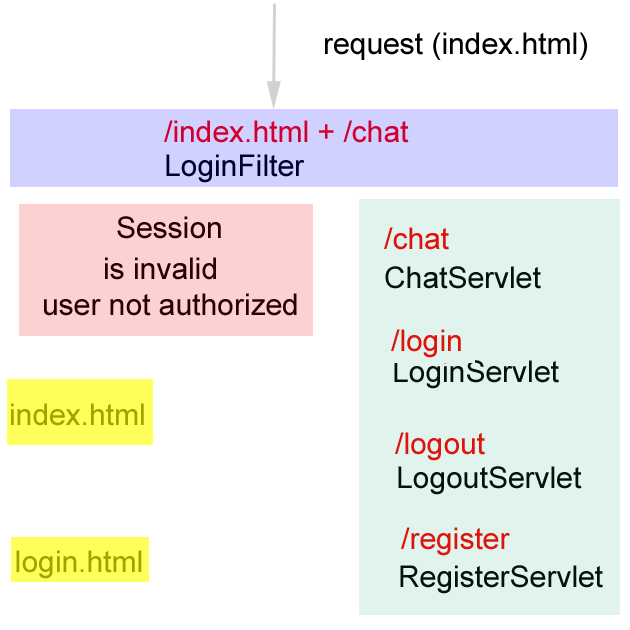 request (index.html)
/index.html + /chat
LoginFilter
Session
is invalid
user not authorized
index.html
login.html
/chat
ChatServlet
/login
LoginServlet
/logout
LogoutServlet
/register
RegisterServlet